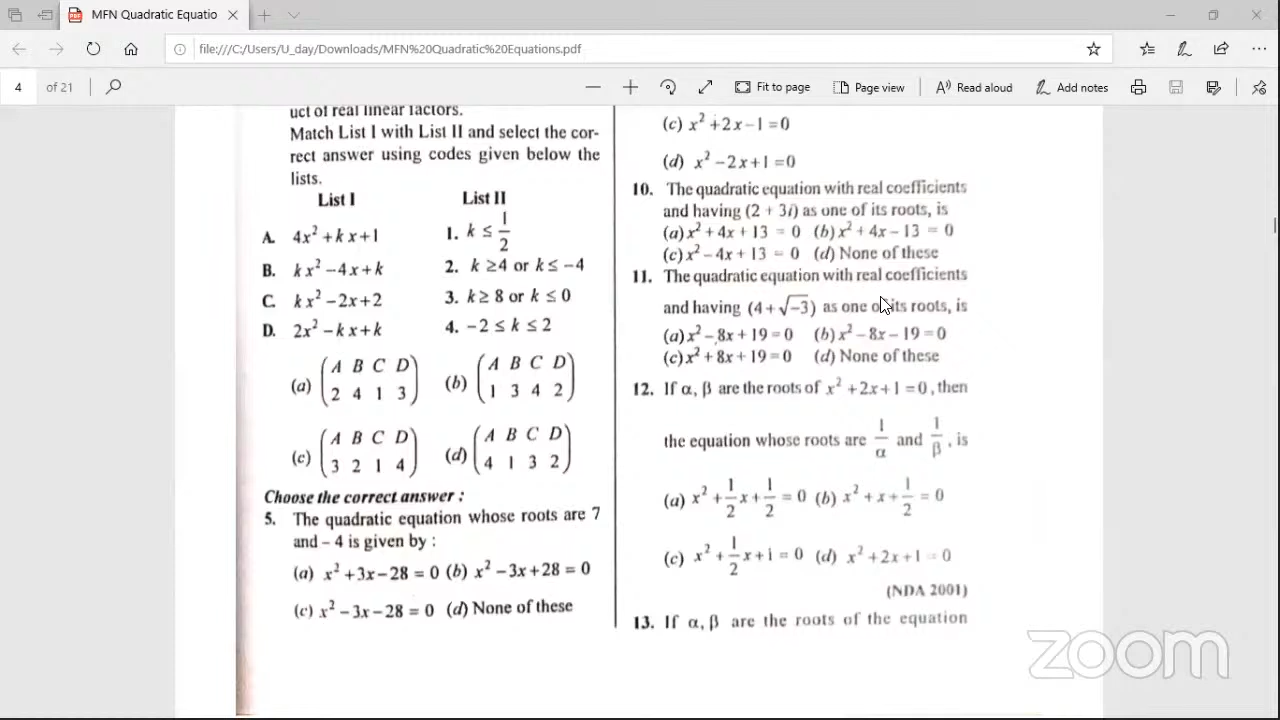 MFN Quadratic Equatio
file:///C:/Users/U_day/Downloads/MFN%20Quadratic%20Equations.pdf
4 of 21
Fit to page
Page view
Read aloud
Add notes
uct of real linear factors.
Match List I with List II and select the cor-
rect answer using codes given below the
lists.
List I List II
A. 4x² + kx + 1 1. k ≤ 1/2
B. kx² – 4x + k 2. k ≥4 or k ≤ –4
C. kx² – 2x + 2 3. k ≥ 8 or k ≤ 0
D. 2x² – kx + k 4. –2 ≤ k ≤ 2
(a) (A B C D / 2 4 1 3) (b) (A B C D / 1 3 4 2)
(c) (A B C D / 3 2 1 4) (d) (A B C D / 4 1 3 2)
Choose the correct answer :
5. The quadratic equation whose roots are 7
and – 4 is given by :
(a) x² + 3x – 28 = 0 (b) x² – 3x + 28 = 0
(c) x² – 3x – 28 = 0 (d) None of these
(c) x² + 2x – 1 = 0
(d) x² – 2x + 1 = 0
10. The quadratic equation with real coefficients
and having (2 + 3i) as one of its roots, is
(a) x² + 4x + 13 = 0 (b) x² + 4x – 13 = 0
(c) x² – 4x + 13 = 0 (d) None of these
11. The quadratic equation with real coefficients
and having (4 + √–3) as one of its roots, is
(a) x² – 8x + 19 = 0 (b) x² – 8x – 19 = 0
(c) x² + 8x + 19 = 0 (d) None of these
12. If α, β are the roots of x² + 2x + 1 = 0, then
the equation whose roots are 1/α and 1/β, is
(a) x² + 1/2 x + 1/2 = 0 (b) x² + x + 1/2 = 0
(c) x² + 1/2 x + 1 = 0 (d) x² + 2x + 1 = 0
(NDA 2001)
13. If α, β are the roots of the equation
zoom